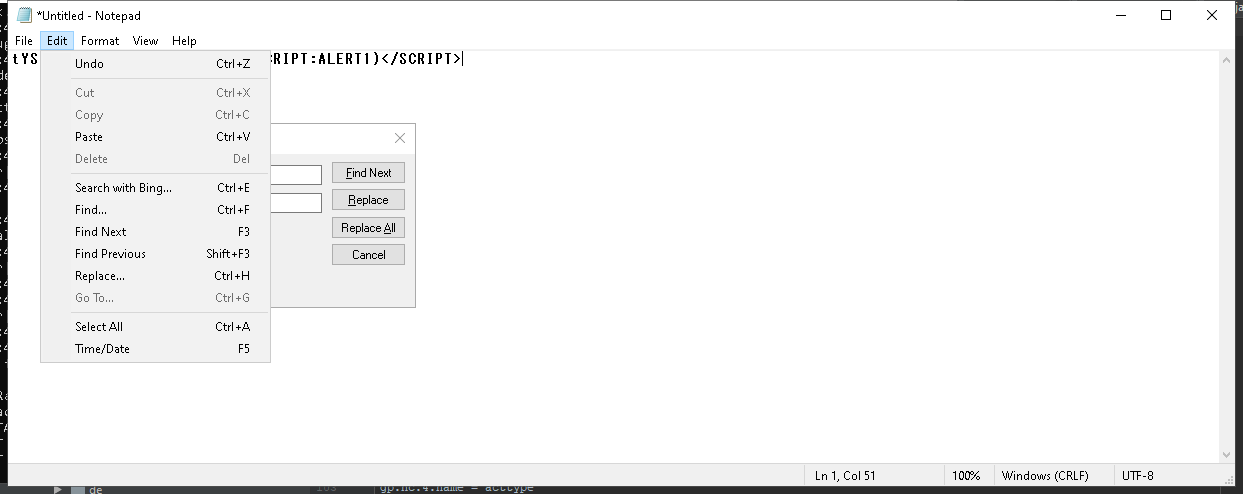 *Untitled - Notepad
File Edit Format View Help
tYS CRIPT:ALERT1)</SCRIPT>
Undo Ctrl+Z
Cut Ctrl+X
Copy Ctrl+C
Paste Ctrl+V
Delete Del
Search with Bing... Ctrl+E
Find... Ctrl+F
Find Next F3
Find Previous Shift+F3
Replace... Ctrl+H
Go To... Ctrl+G
Select All Ctrl+A
Time/Date F5
Find Next
Replace
Replace All
Cancel
Ln 1, Col 51 100% Windows (CRLF) UTF-8
de gp.nc.4.name = acctype